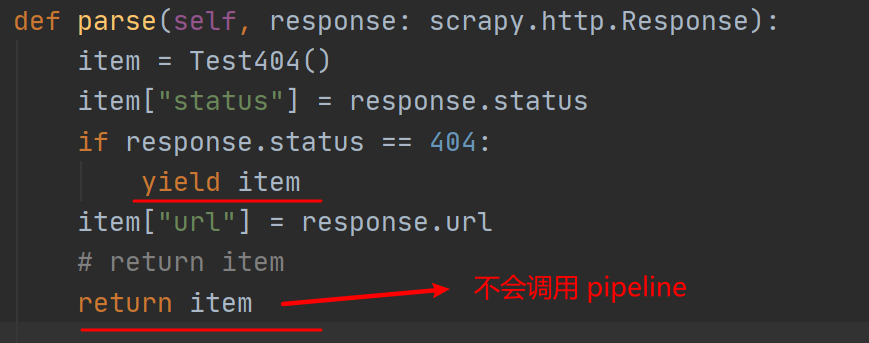 def parse(self, response: scrapy.http.Response):
    item = Test404()
    item["status"] = response.status
    if response.status == 404:
        yield item
    item["url"] = response.url
    # return item
    return item 不会调用 pipeline